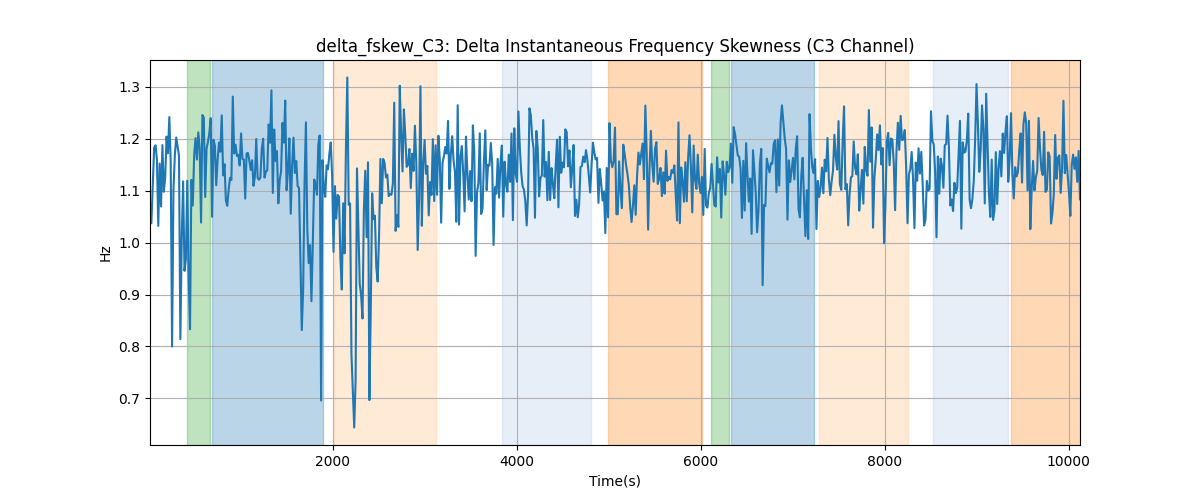 delta_fskew_C3: Delta Instantaneous Frequency Skewness (C3 Channel)
1.3
1.2
1.1
1.0
0.9
0.8
0.7
Hz
2000 4000 6000 8000 10000
Time(s)